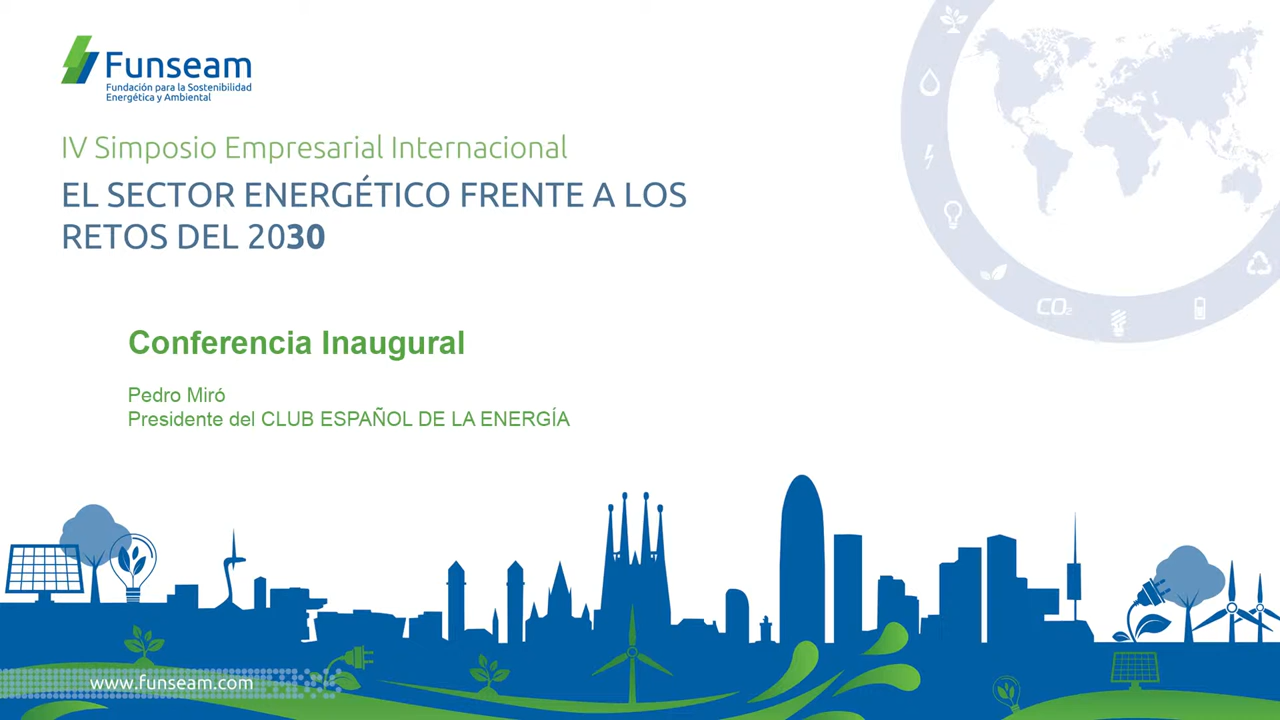 Funseam
Fundación para la Sostenibilidad
Energética y Ambiental
IV Simposio Empresarial Internacional
EL SECTOR ENERGÉTICO FRENTE A LOS
RETOS DEL 2030
CO₂
Conferencia Inaugural
Pedro Miró
Presidente del CLUB ESPAÑOL DE LA ENERGÍA
www.funseam.com